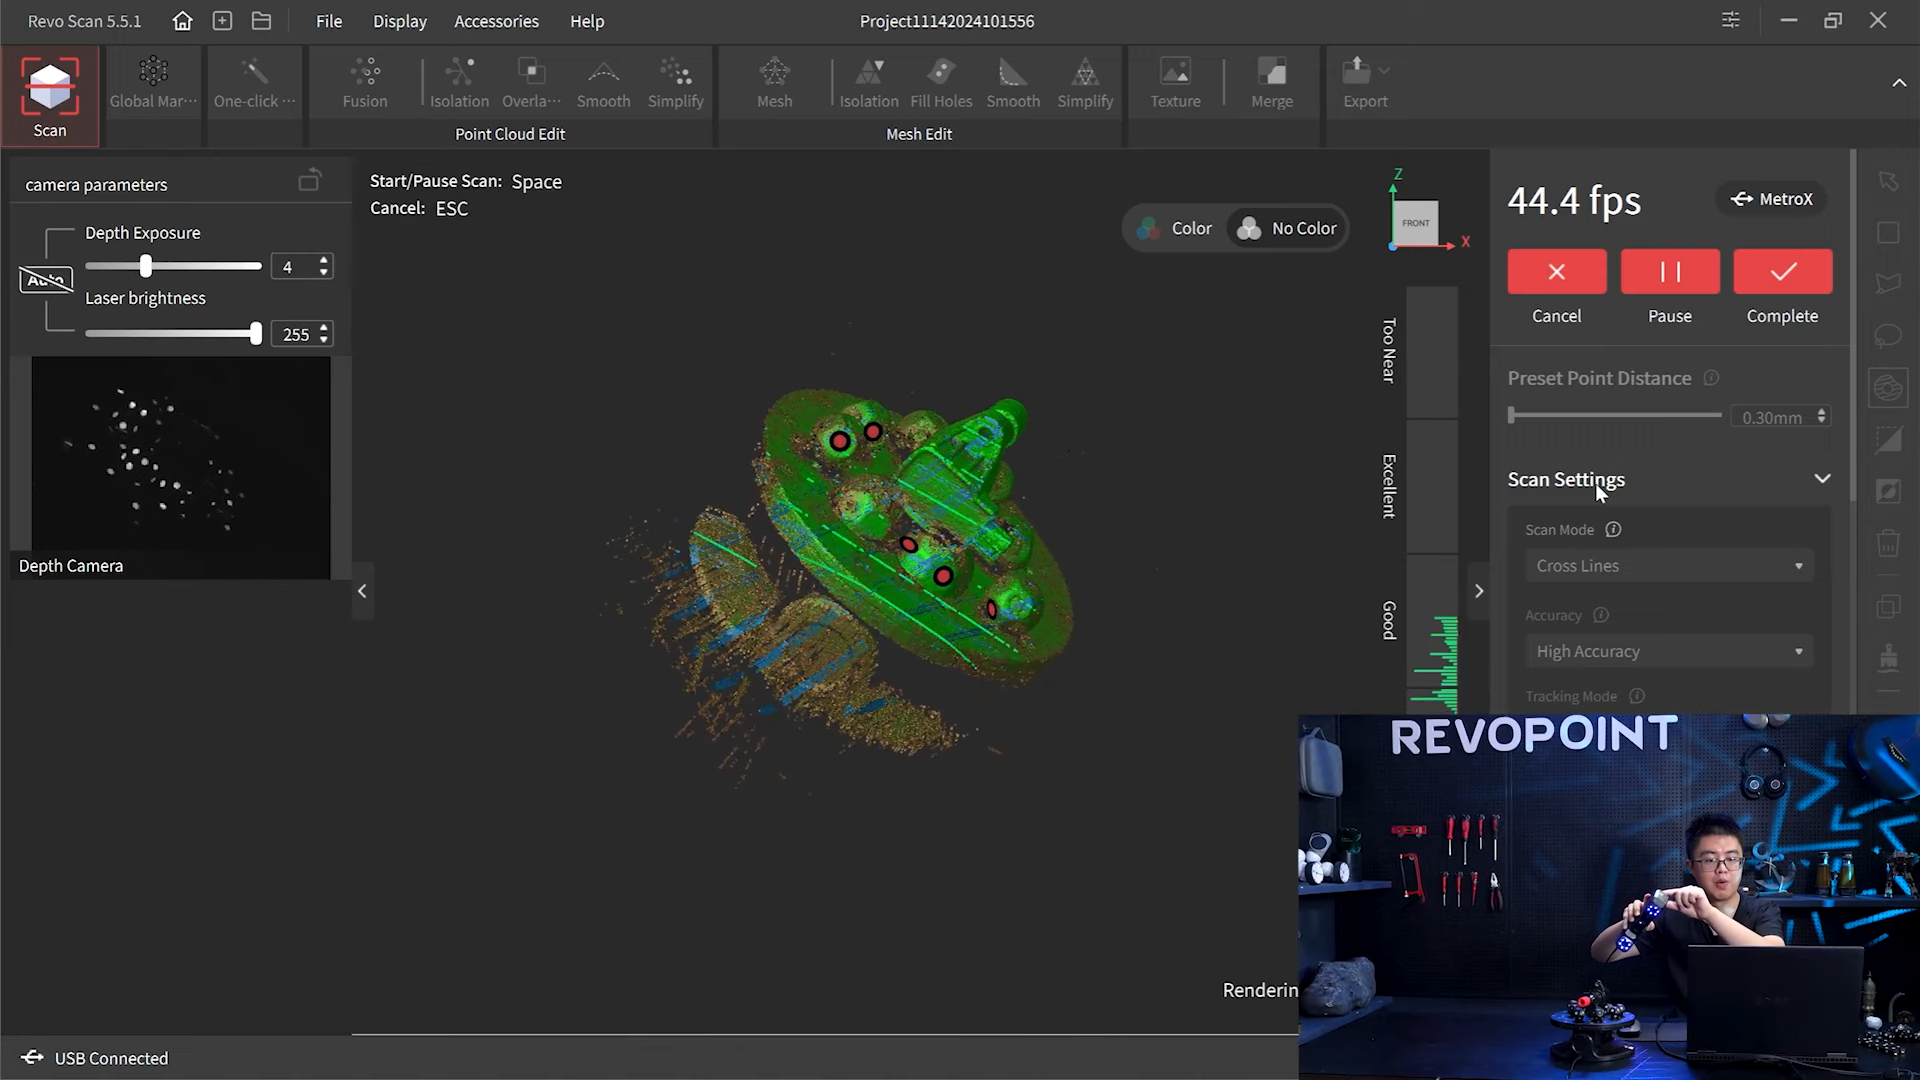 Revo Scan 5.5.1
File
Display
Accessories
Help
Project11142024101556
Scan
Global Mar···
One-click ···
Fusion
Isolation
Overla···
Smooth
Simplify
Point Cloud Edit
Mesh
Isolation
Fill Holes
Smooth
Simplify
Mesh Edit
Texture
Merge
Export
camera parameters
Depth Exposure
4
Auto
Laser brightness
255
Depth Camera
Start/Pause Scan: Space
Cancel: ESC
Color
No Color
Z
FRONT
X
Too Near
Excellent
Good
44.4 fps
MetroX
Cancel
Pause
Complete
Preset Point Distance
0.30mm
Scan Settings
Scan Mode
Cross Lines
Accuracy
High Accuracy
Tracking Mode
REVOPOINT
Renderin
USB Connected